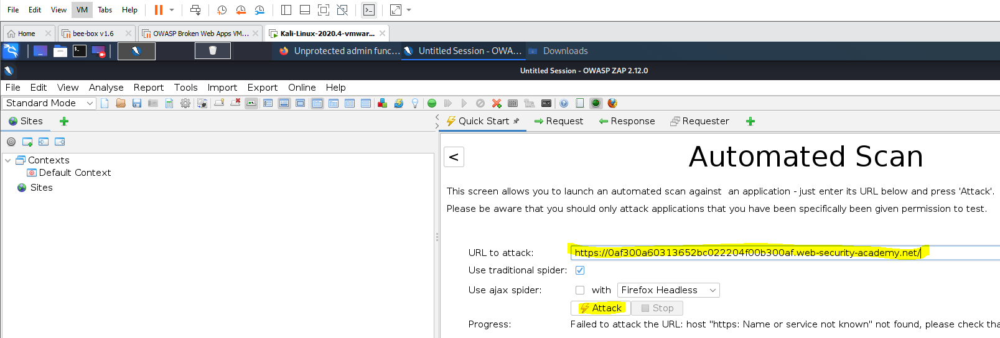 File Edit View VM Tabs Help
Home bee-box v1.6 OWASP Broken Web Apps VM... Kali-Linux-2020.4-vmwar...
Unprotected admin func... Untitled Session - OWA... Downloads
Untitled Session - OWASP ZAP 2.12.0
File Edit View Analyse Report Tools Import Export Online Help
Standard Mode
Sites
Quick Start Request Response Requester
Contexts
Default Context
Sites
<
Automated Scan
This screen allows you to launch an automated scan against an application - just enter its URL below and press 'Attack'.
Please be aware that you should only attack applications that you have been specifically been given permission to test.
URL to attack: https://0af300a60313652bc022204f00b300af.web-security-academy.net/
Use traditional spider:
Use ajax spider: with Firefox Headless
Attack Stop
Progress: Failed to attack the URL: host "https: Name or service not known" not found, please check tha